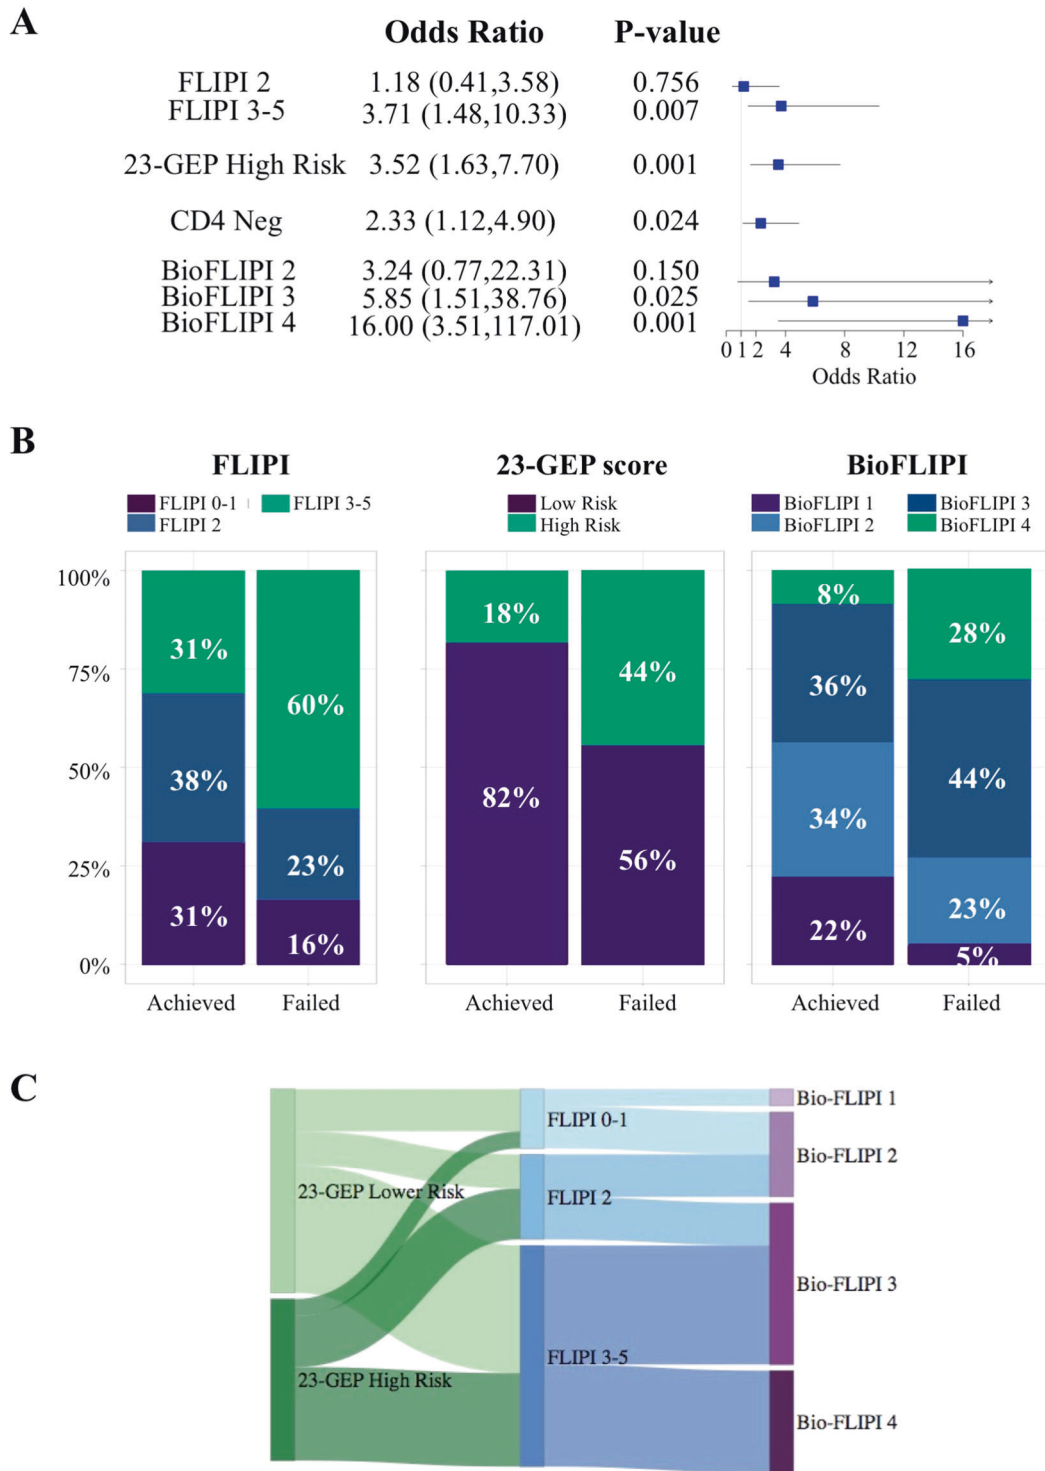 A
Odds Ratio P-value
FLIPI 2 1.18 (0.41,3.58) 0.756
FLIPI 3-5 3.71 (1.48,10.33) 0.007
23-GEP High Risk 3.52 (1.63,7.70) 0.001
CD4 Neg 2.33 (1.12,4.90) 0.024
BioFLIPI 2 3.24 (0.77,22.31) 0.150
BioFLIPI 3 5.85 (1.51,38.76) 0.025
BioFLIPI 4 16.00 (3.51,117.01) 0.001
0 1 2 4 8 12 16
Odds Ratio
B
FLIPI 23-GEP score BioFLIPI
FLIPI 0-1 FLIPI 3-5 Low Risk BioFLIPI 1 BioFLIPI 3
FLIPI 2 High Risk BioFLIPI 2 BioFLIPI 4
100%
75%
50%
25%
0%
31%
38%
31%
60%
23%
16%
18%
82%
44%
56%
8%
36%
34%
22%
28%
44%
23%
5%
Achieved Failed Achieved Failed Achieved Failed
C
23-GEP Lower Risk
23-GEP High Risk
FLIPI 0-1
FLIPI 2
FLIPI 3-5
Bio-FLIPI 1
Bio-FLIPI 2
Bio-FLIPI 3
Bio-FLIPI 4